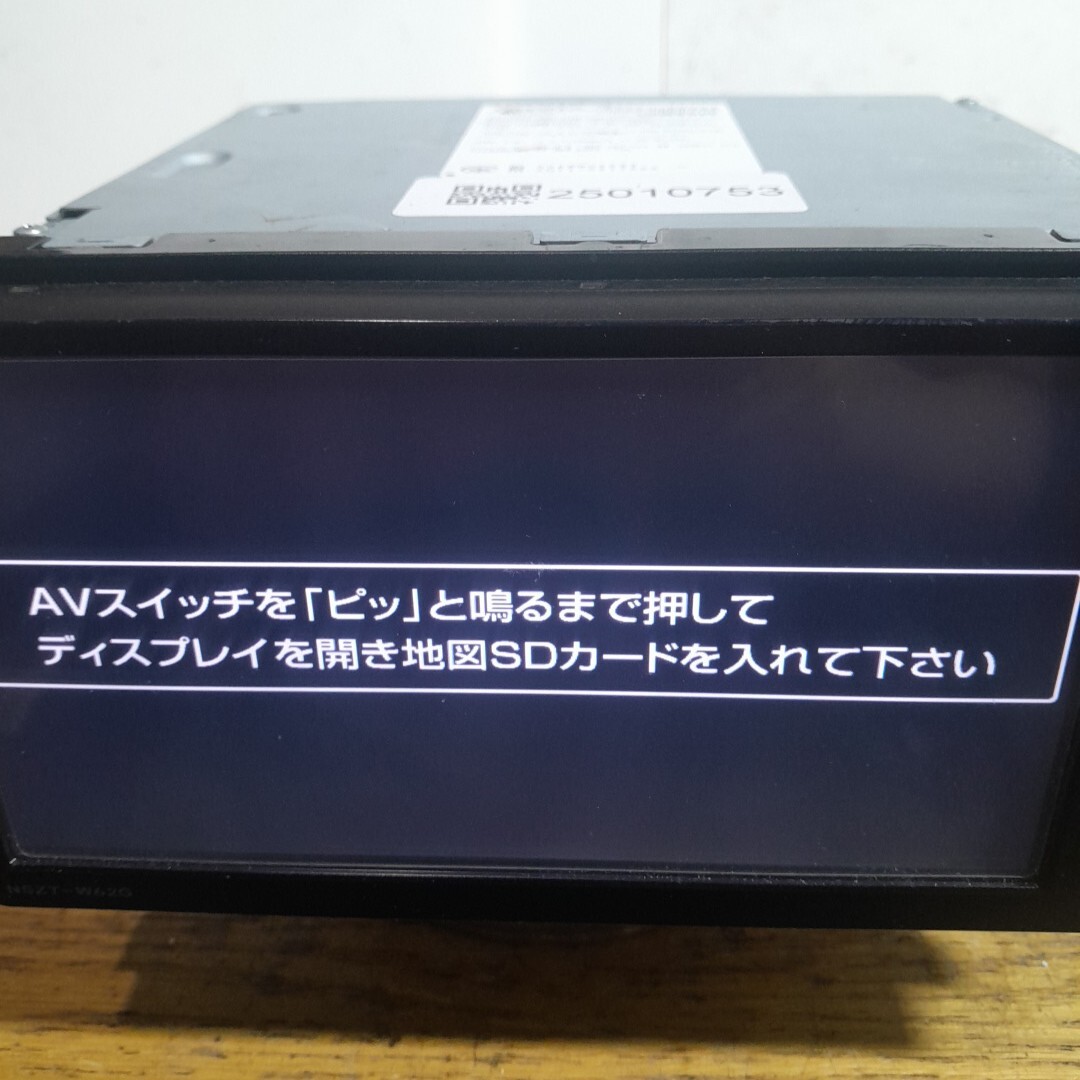 25010753
AVスイッチを「ピッ」と鳴るまで押して
ディスプレイを開き地図SDカードを入れて下さい
NSZT-W62G